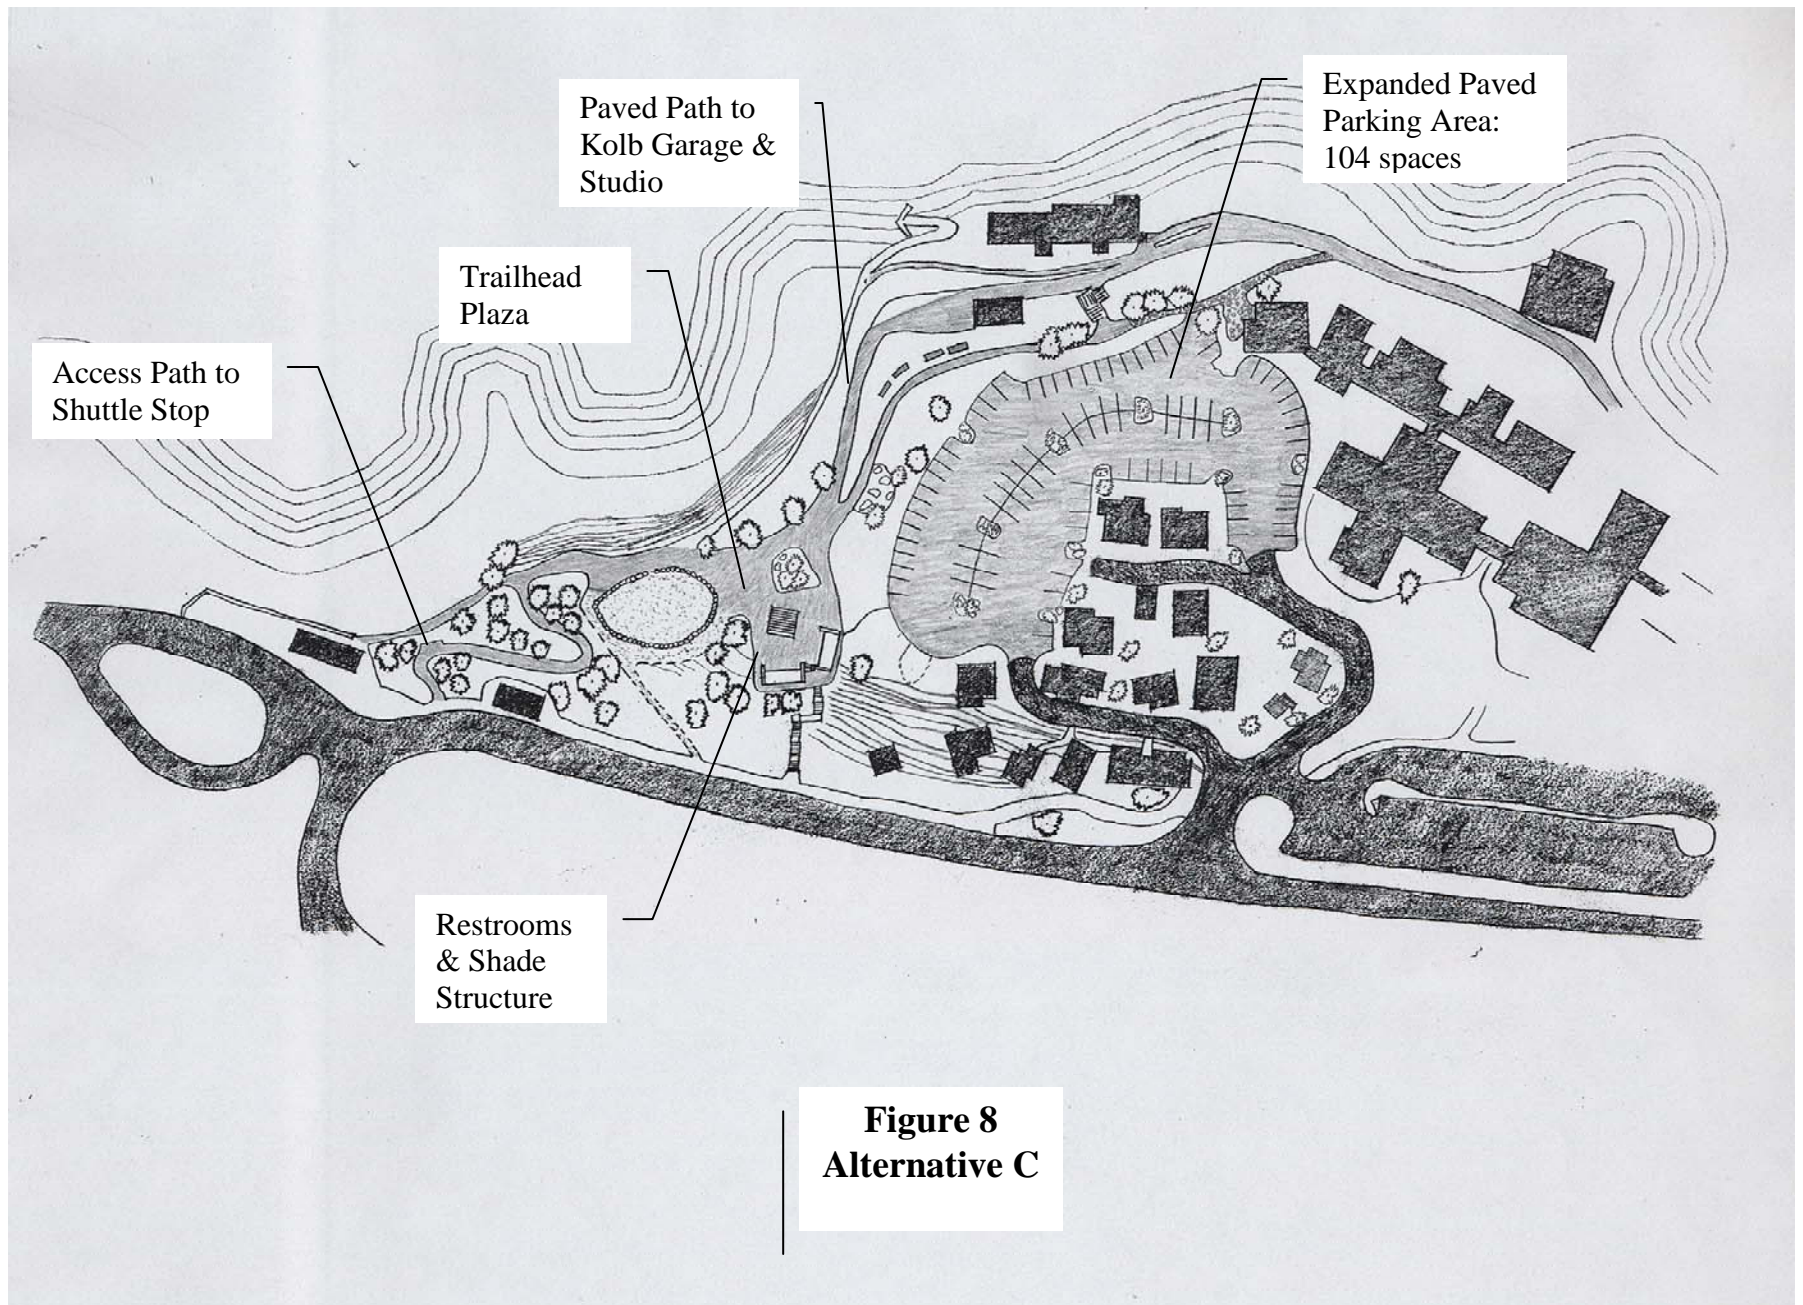 Paved Path to
Kolb Garage &
Studio
Expanded Paved
Parking Area:
104 spaces
Trailhead
Plaza
Access Path to
Shuttle Stop
Restrooms
& Shade
Structure
Figure 8
Alternative C